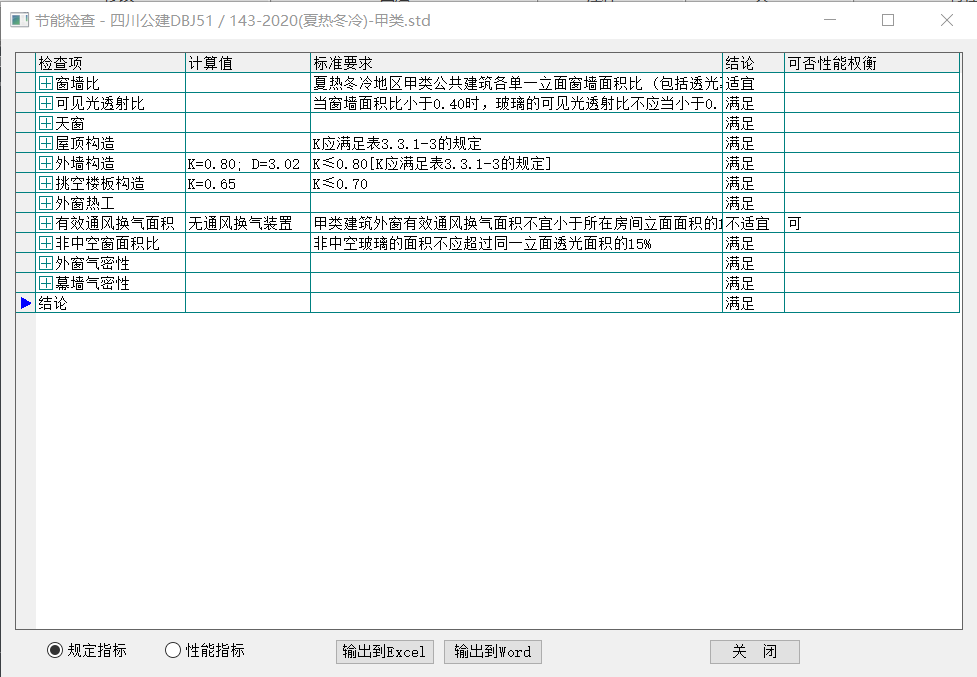 节能检查 - 四川公建DBJ51 / 143-2020(夏热冬冷)-甲类.std
检查项 计算值 标准要求 结论 可否性能权衡
窗墙比 夏热冬冷地区甲类公共建筑各单一立面窗墙面积比（包括透光 适宜
可见光透射比 当窗墙面积比小于0.40时，玻璃的可见光透射比不应当小于0. 满足
天窗 满足
屋顶构造 K应满足表3.3.1-3的规定 满足
外墙构造 K=0.80; D=3.02 K≤0.80[K应满足表3.3.1-3的规定] 满足
挑空楼板构造 K=0.65 K≤0.70 满足
外窗热工 满足
有效通风换气面积 无通风换气装置 甲类建筑外窗有效通风换气面积不宜小于所在房间立面面积的1 不适宜 可
非中空窗面积比 非中空玻璃的面积不应超过同一立面透光面积的15% 满足
外窗气密性 满足
幕墙气密性 满足
结论 满足
规定指标 性能指标 输出到Excel 输出到Word 关 闭